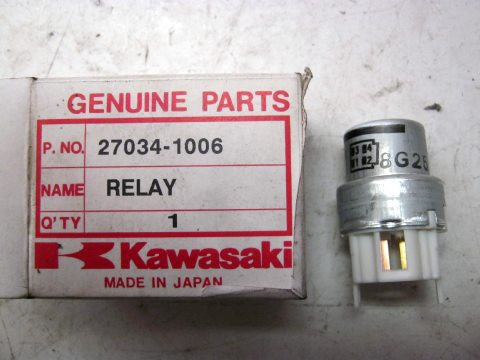 GENUINE PARTS
P. NO. 27034-1006
NAME RELAY
Q'TY 1
Kawasaki
MADE IN JAPAN
8G25